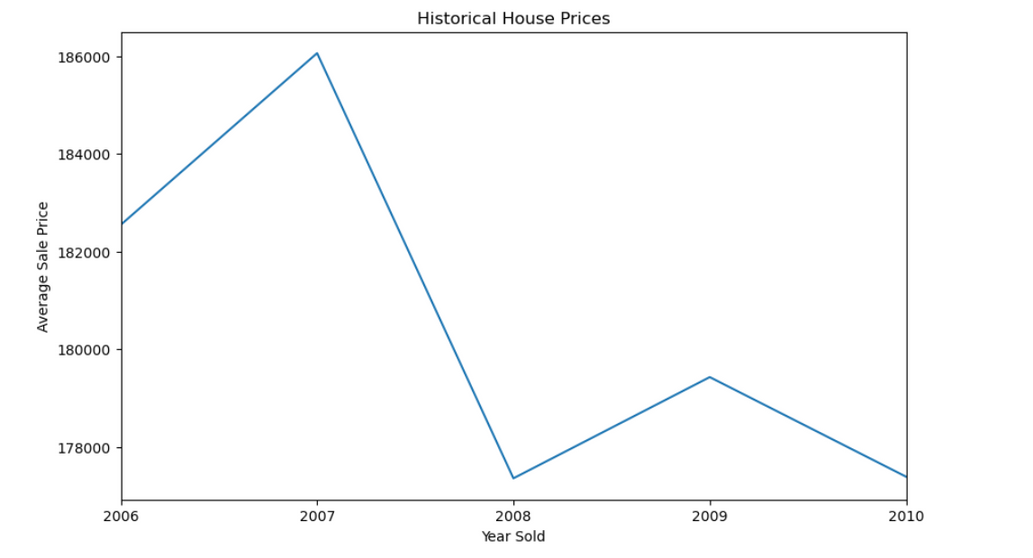 Historical House Prices
186000
184000
182000
180000
178000
Average Sale Price
2006 2007 2008 2009 2010
Year Sold